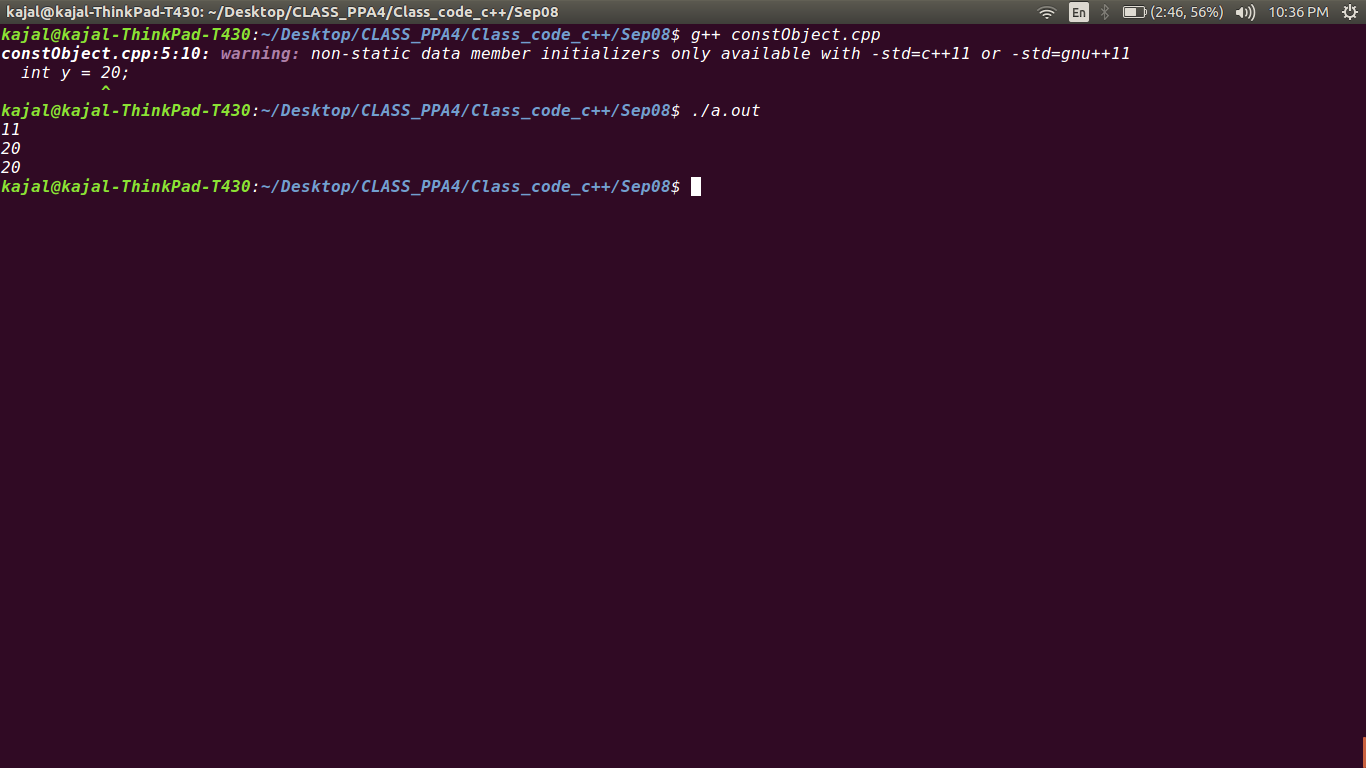 kajal@kajal-ThinkPad-T430: ~/Desktop/CLASS_PPA4/Class_code_c++/Sep08 En (2:46, 56%) 10:36 PM
kajal@kajal-ThinkPad-T430:~/Desktop/CLASS_PPA4/Class_code_c++/Sep08$ g++ constObject.cpp
constObject.cpp:5:10: warning: non-static data member initializers only available with -std=c++11 or -std=gnu++11
  int y = 20;
          ^
kajal@kajal-ThinkPad-T430:~/Desktop/CLASS_PPA4/Class_code_c++/Sep08$ ./a.out
11
20
20
kajal@kajal-ThinkPad-T430:~/Desktop/CLASS_PPA4/Class_code_c++/Sep08$